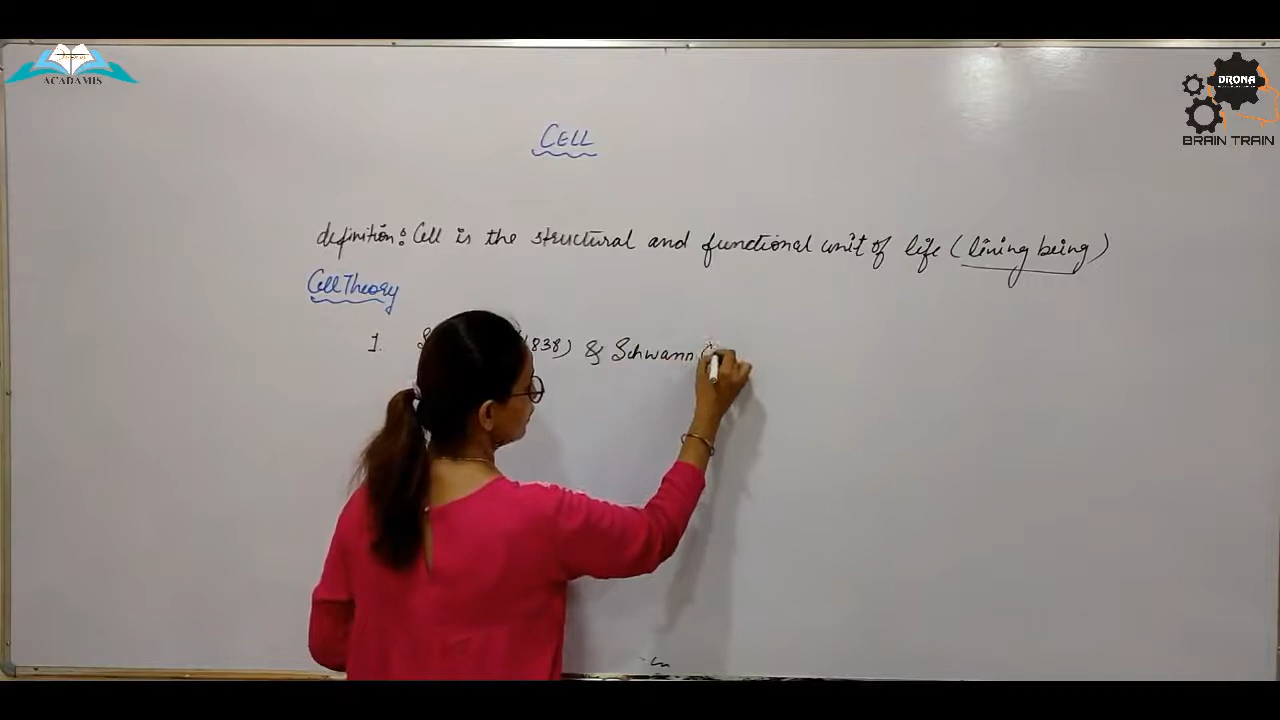 ACADAMIS
DRONA
BRAIN TRAIN
CELL
definition: Cell is the structural and functional unit of life (living being)
Cell Theory
1. 1838) & Schwann (